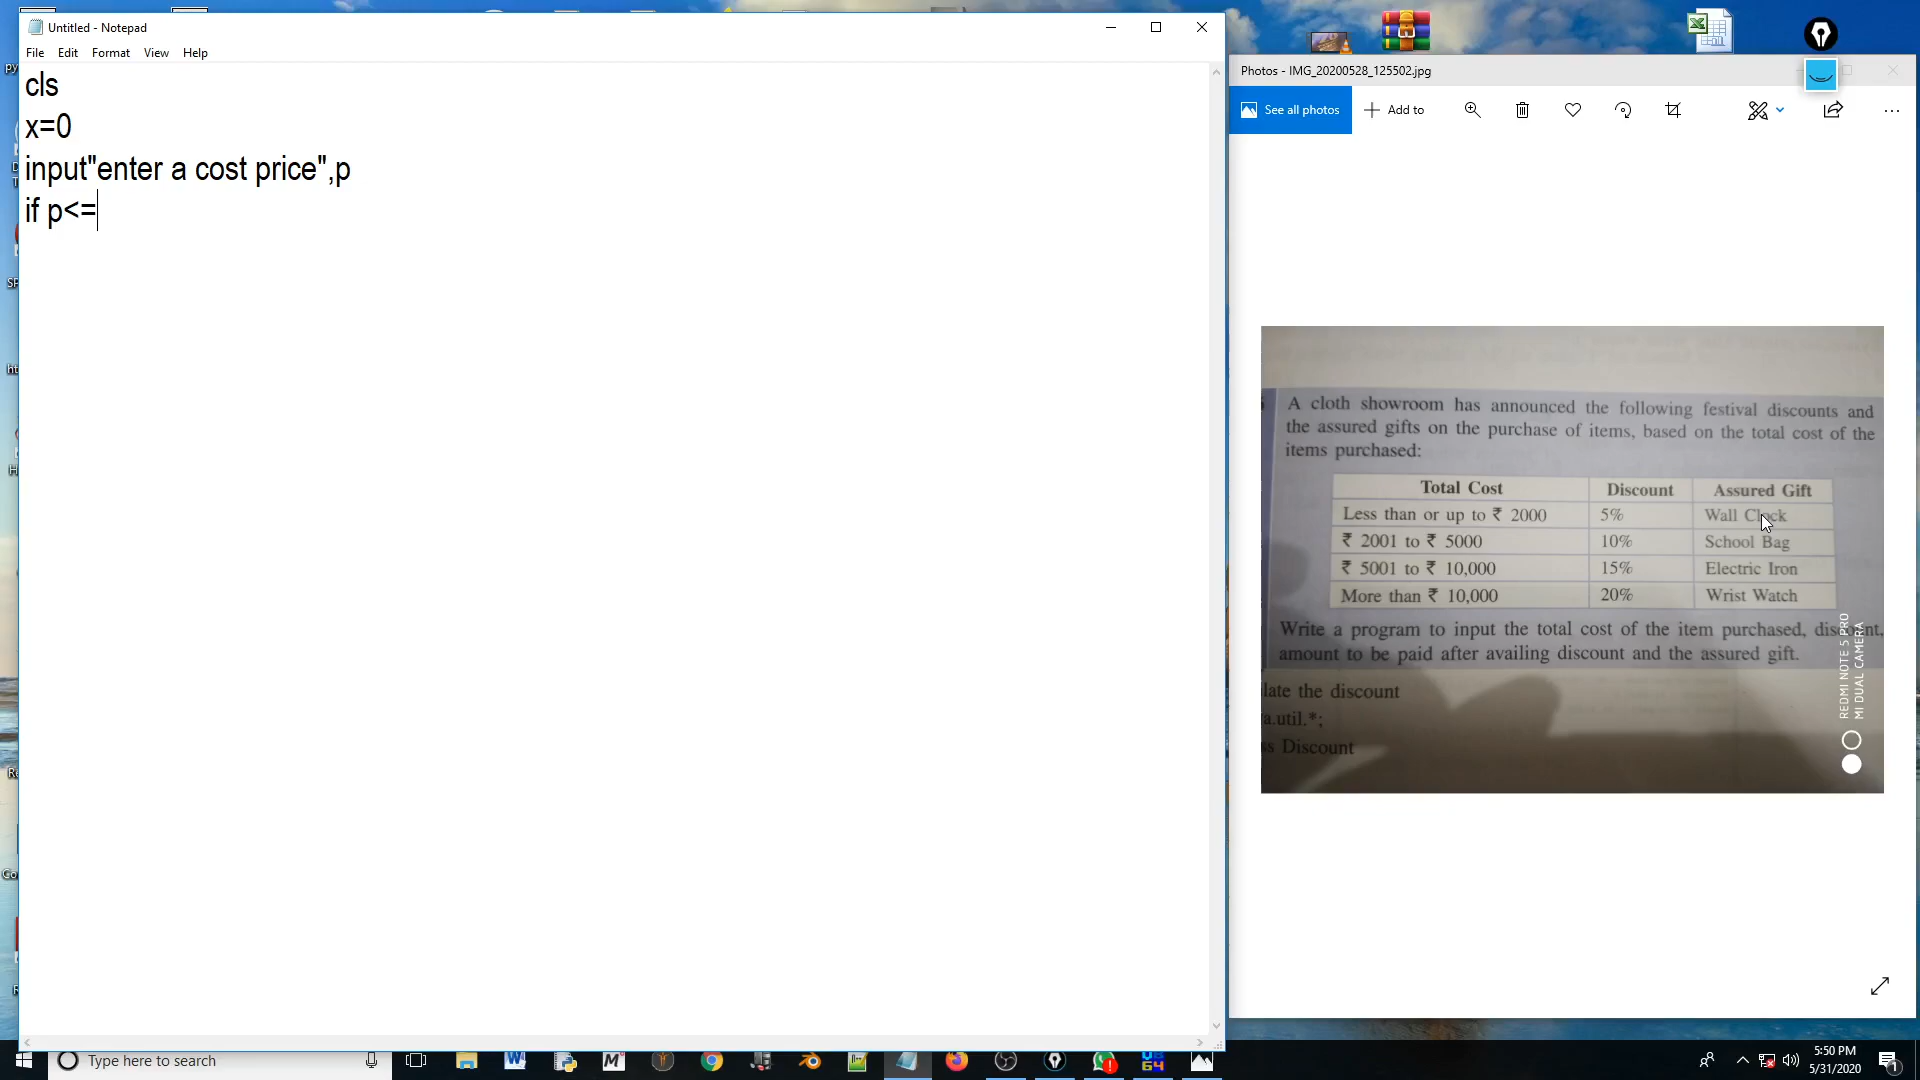 Untitled - Notepad
File Edit Format View Help
cls
x=0
input"enter a cost price",p
if p<=
Photos - IMG_20200528_125502.jpg
See all photos
Add to
A cloth showroom has announced the following festival discounts and
the assured gifts on the purchase of items, based on the total cost of the
items purchased:
Total Cost Discount Assured Gift
Less than or up to ₹ 2000 5% Wall Clock
₹ 2001 to ₹ 5000 10% School Bag
₹ 5001 to ₹ 10,000 15% Electric Iron
More than ₹ 10,000 20% Wrist Watch
Write a program to input the total cost of the item purchased, discount,
amount to be paid after availing discount and the assured gift.
late the discount
a.util.*;
ss Discount
REDMI NOTE 5 PRO
MI DUAL CAMERA
Type here to search
5:50 PM
5/31/2020